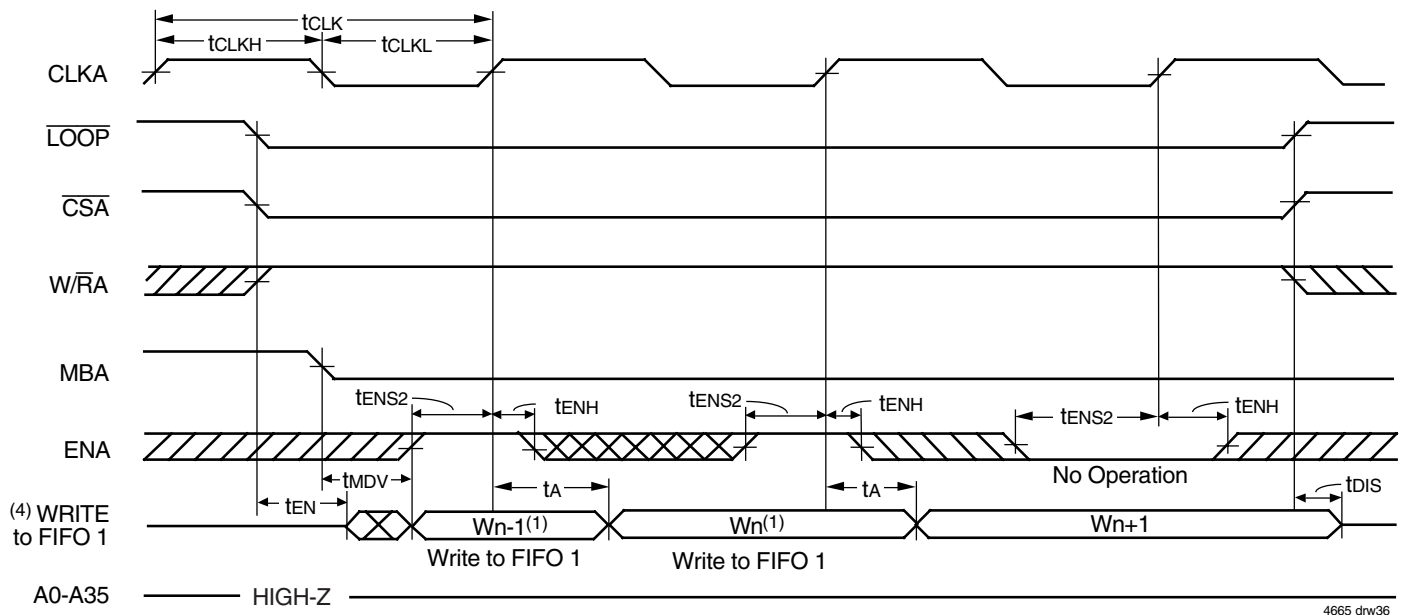 tCLK
tCLKH tCLKL
CLKA
LOOP
CSA
W/RA
MBA
tENS2 tENH tENS2 tENH tENS2 tENH
ENA
No Operation
tMDV
tEN tA tA tDIS
(4) WRITE
to FIFO 1
Wn-1(1) Wn(1) Wn+1
Write to FIFO 1 Write to FIFO 1
A0-A35 HIGH-Z
4665 drw36